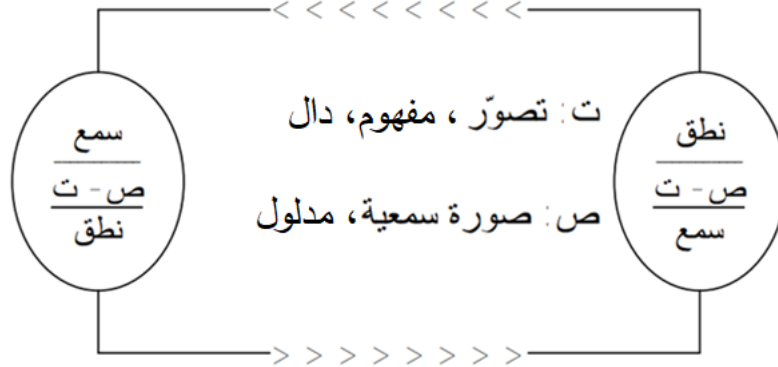 < < < < < < < <
نطق
ص - ت
سمع
ت: تصوّر ، مفهوم، دال
ص: صورة سمعية، مدلول
سمع
ص - ت
نطق
> > > > > > > >